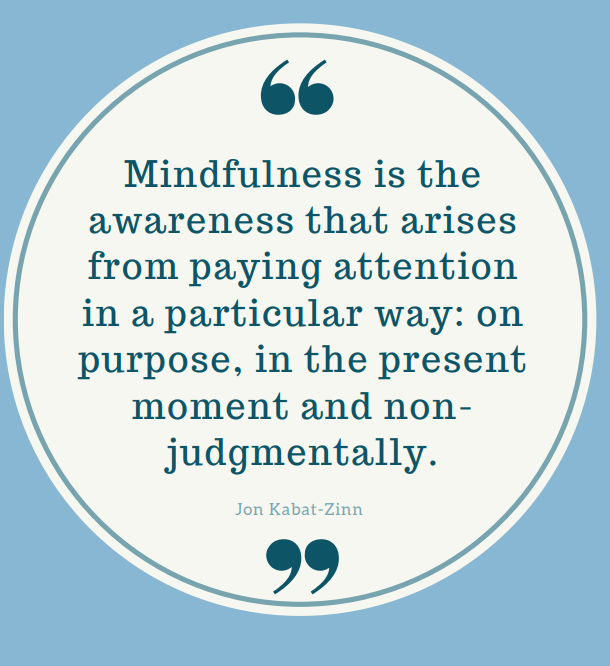 “
Mindfulness is the
awareness that arises
from paying attention
in a particular way: on
purpose, in the present
moment and non-
judgmentally.
Jon Kabat-Zinn
”